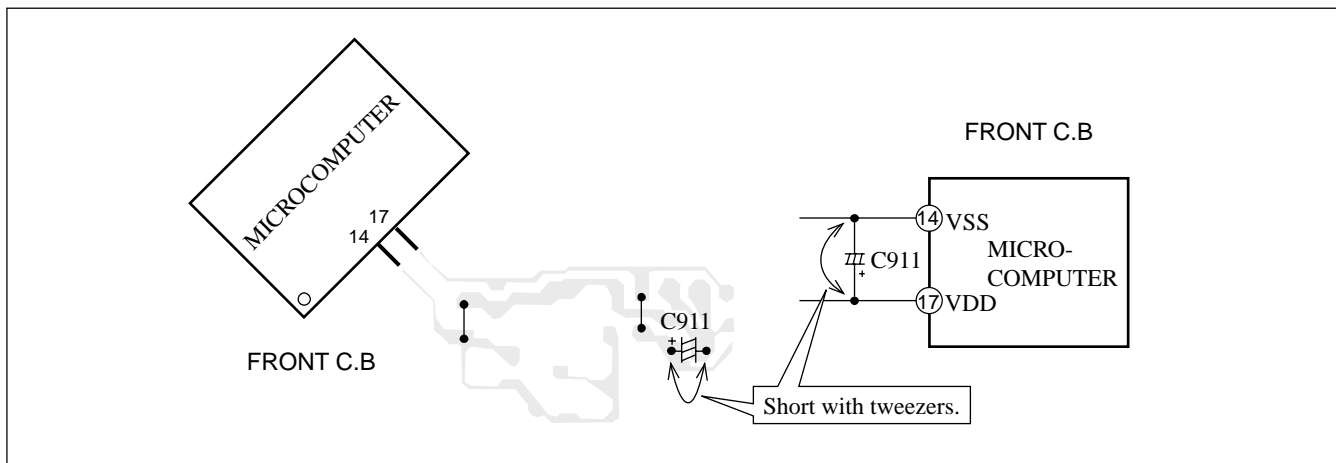 MICROCOMPUTER
17
14
FRONT C.B
C911
+
FRONT C.B
14 VSS
C911
+
MICRO-
COMPUTER
17 VDD
Short with tweezers.